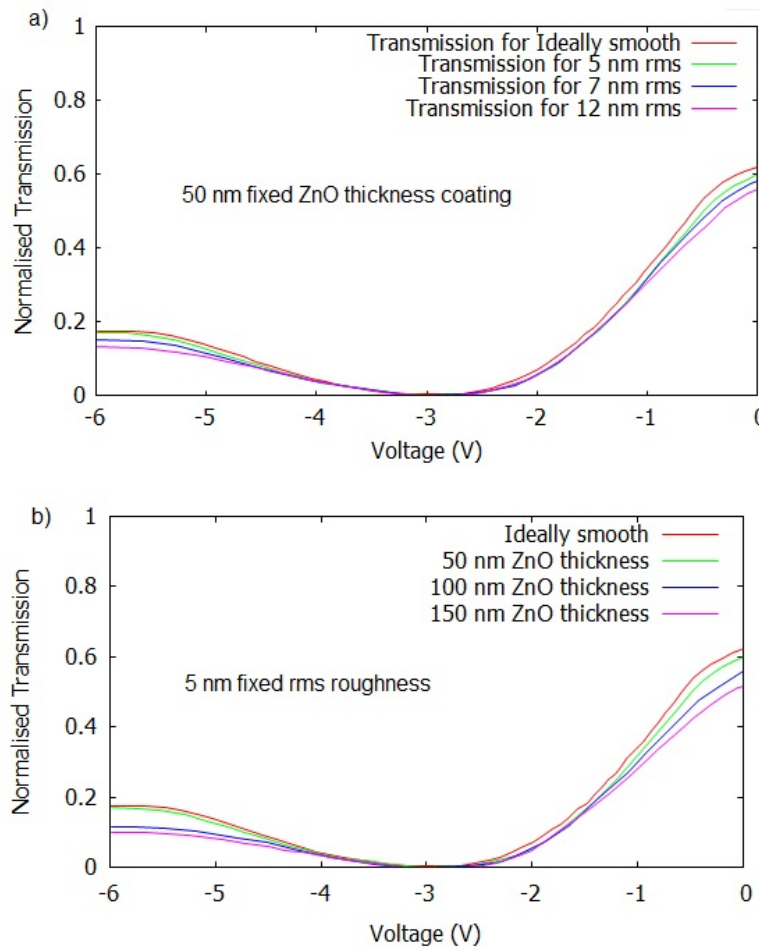 a)
1
0.8
0.6
0.4
0.2
0
Normalised Transmission
Transmission for Ideally smooth
Transmission for 5 nm rms
Transmission for 7 nm rms
Transmission for 12 nm rms
50 nm fixed ZnO thickness coating
-6 -5 -4 -3 -2 -1 0
Voltage (V)
b)
1
0.8
0.6
0.4
0.2
0
Normalised Transmission
Ideally smooth
50 nm ZnO thickness
100 nm ZnO thickness
150 nm ZnO thickness
5 nm fixed rms roughness
-6 -5 -4 -3 -2 -1 0
Voltage (V)